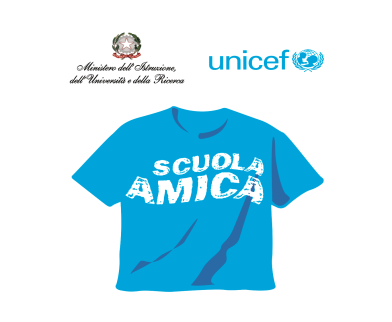 Ministero dell'Istruzione,
dell'Università e della Ricerca
unicef
SCUOLA
AMICA